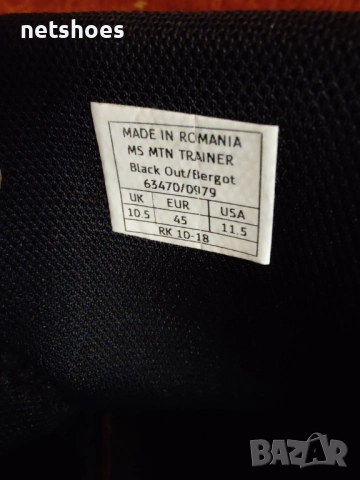 netshoes
MADE IN ROMANIA
MS MTN TRAINER
Black Out/Bergot
63470/0979
UK EUR USA
10.5 45 11.5
RK 10-18
BAZAR